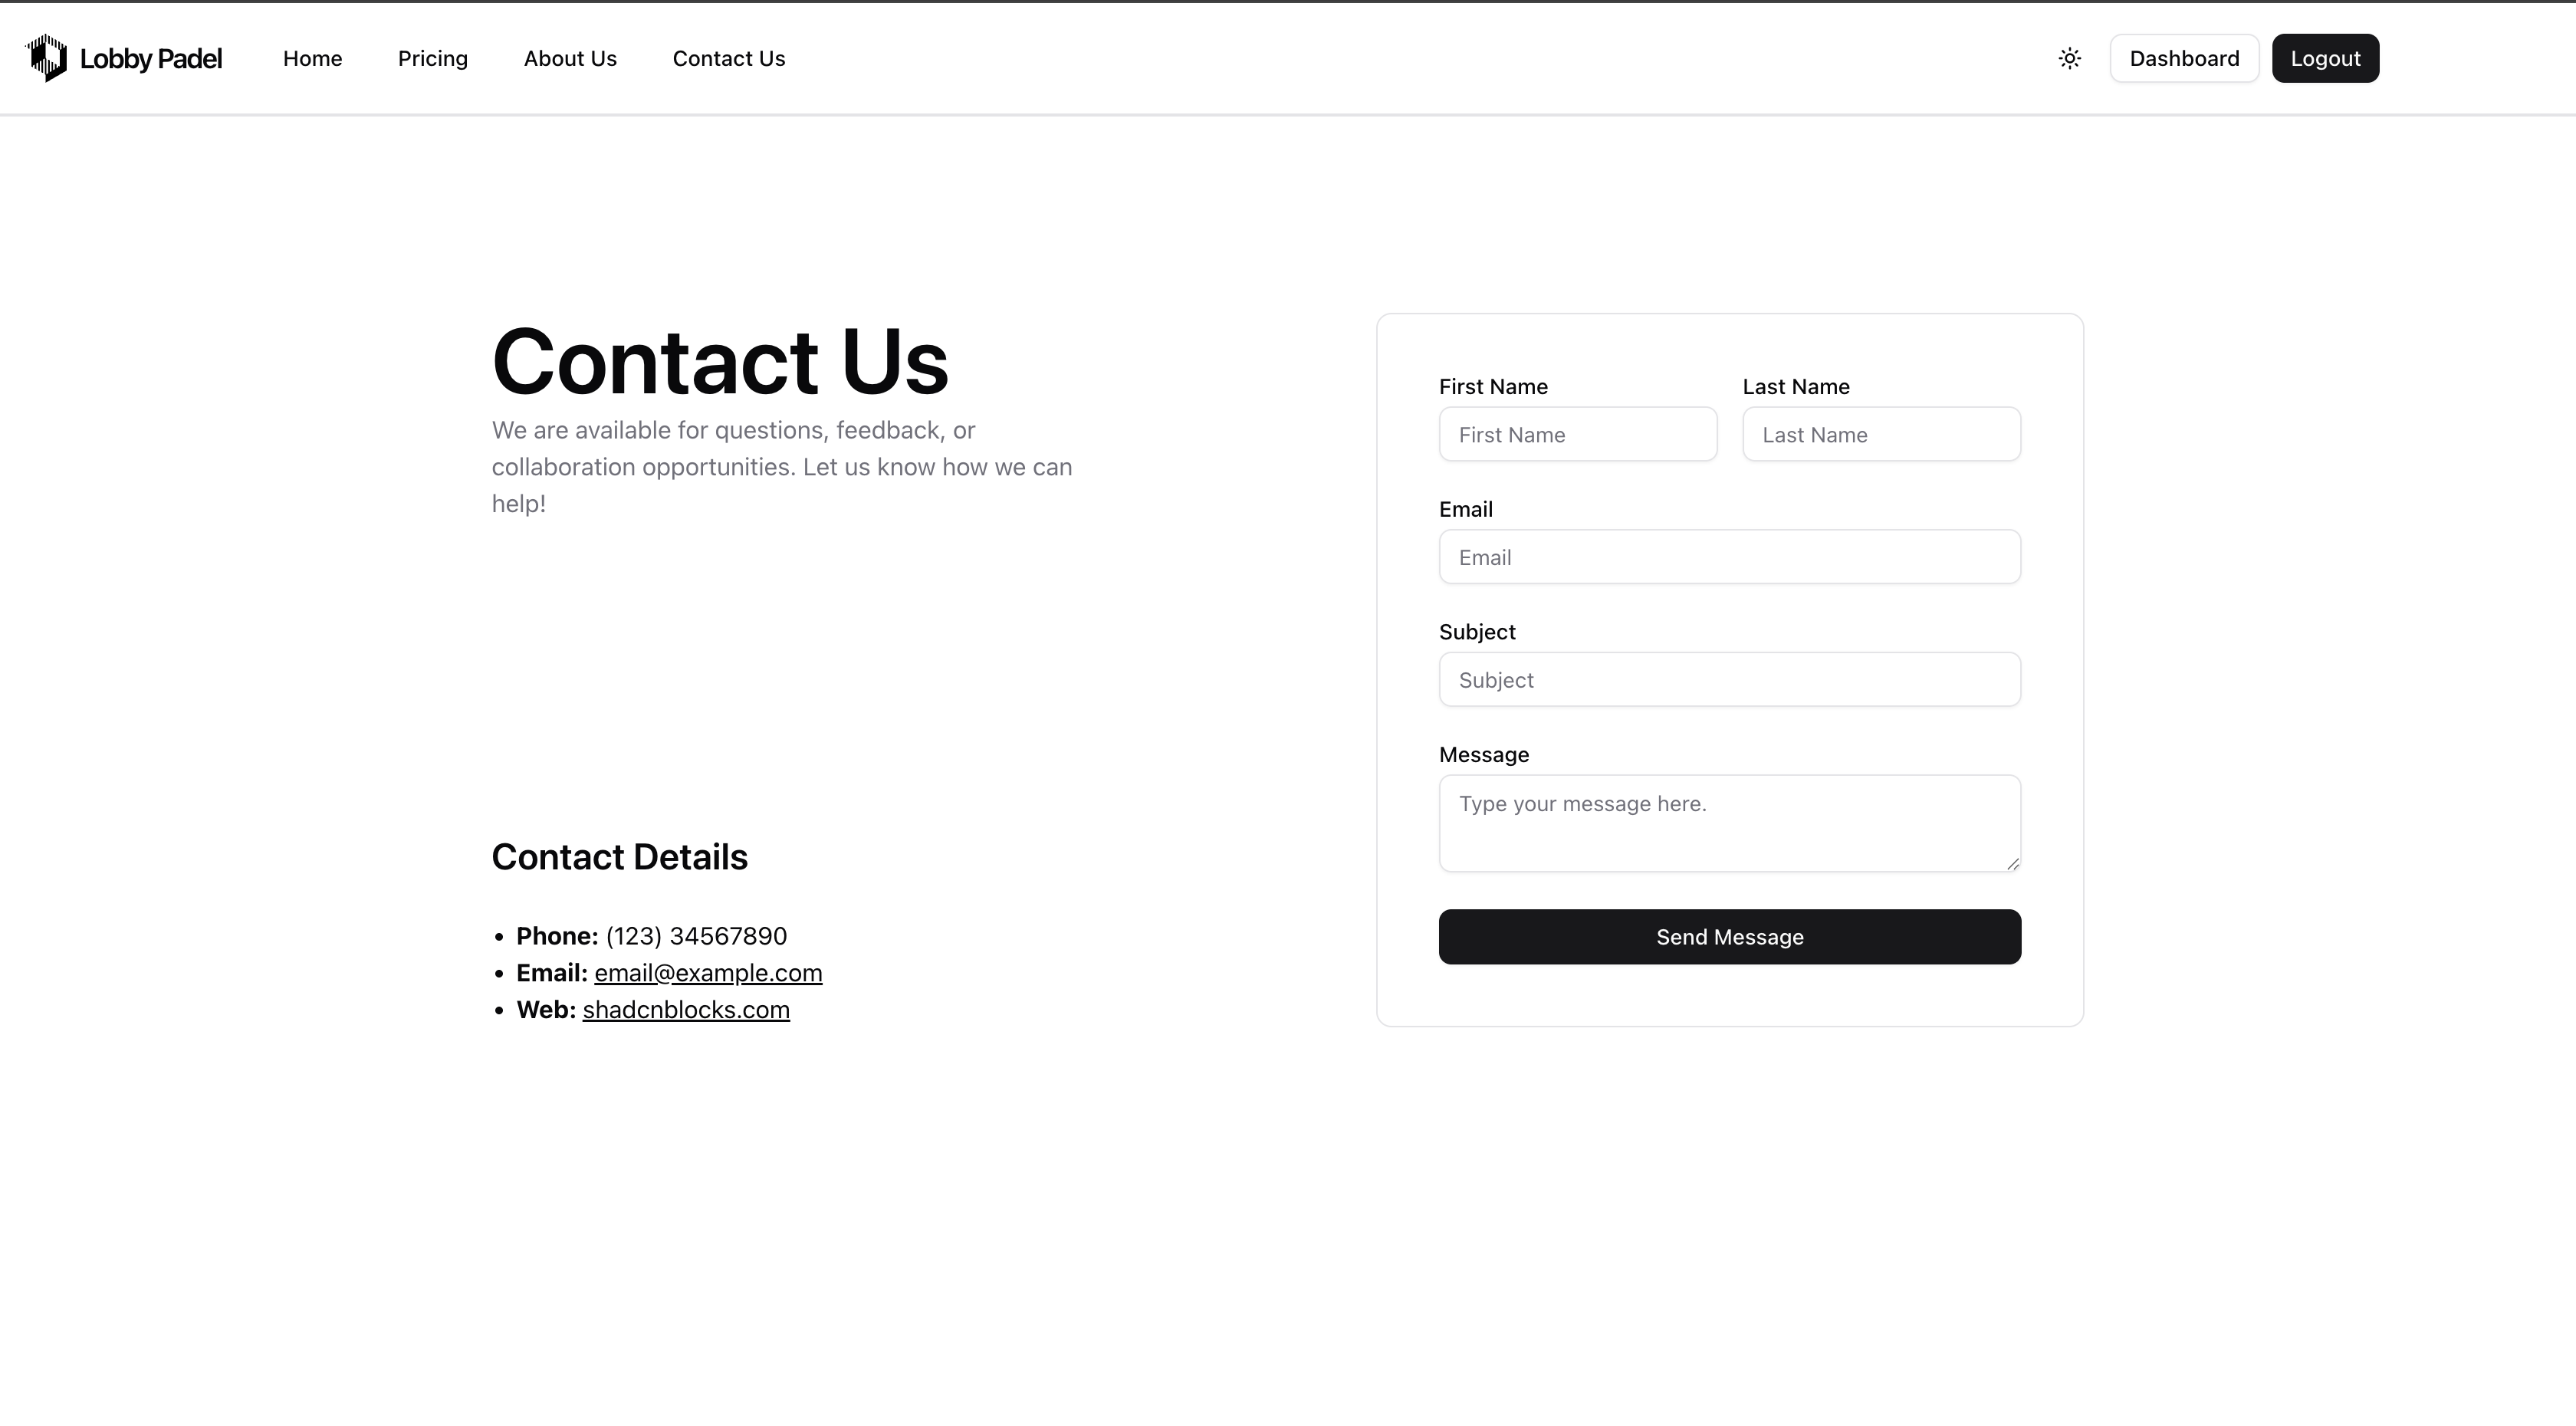 Lobby Padel
Home
Pricing
About Us
Contact Us
Dashboard
Logout
Contact Us
We are available for questions, feedback, or
collaboration opportunities. Let us know how we can
help!
Contact Details
• Phone: (123) 34567890
• Email: email@example.com
• Web: shadcnblocks.com
First Name
First Name
Last Name
Last Name
Email
Email
Subject
Subject
Message
Type your message here.
Send Message